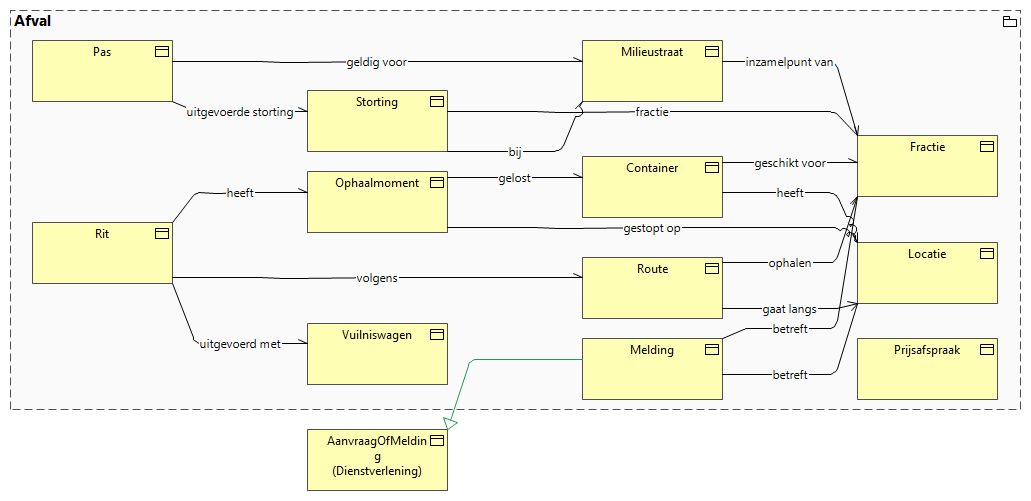 Afval
Pas
Milieustraat
geldig voor
inzamelpunt van
uitgevoerde storting
Storting
fractie
bij
Fractie
Ophaalmoment
gelost
Container
geschikt voor
heeft
heeft
Rit
gestopt op
Locatie
volgens
Route
ophalen
gaat langs
uitgevoerd met
Vuilniswagen
betreft
Melding
Prijsafspraak
betreft
AanvraagOfMeldin
g
(Dienstverlening)